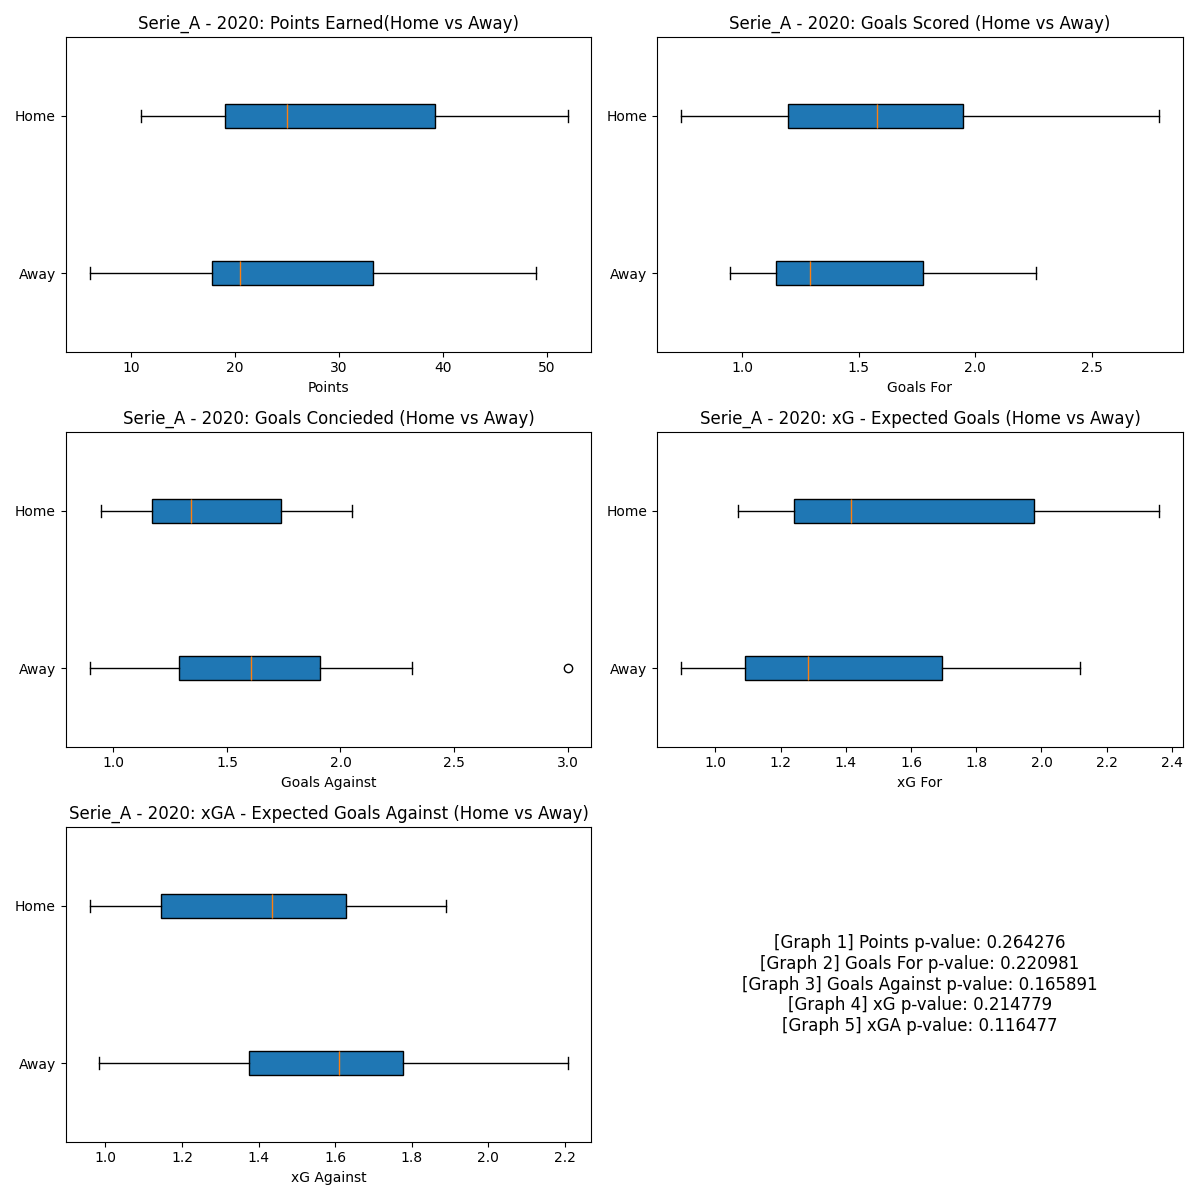 Serie_A - 2020: Points Earned(Home vs Away)
Home
Away
10 20 30 40 50
Points
Serie_A - 2020: Goals Scored (Home vs Away)
Home
Away
1.0 1.5 2.0 2.5
Goals For
Serie_A - 2020: Goals Concieded (Home vs Away)
Home
Away
1.0 1.5 2.0 2.5 3.0
Goals Against
Serie_A - 2020: xG - Expected Goals (Home vs Away)
Home
Away
1.0 1.2 1.4 1.6 1.8 2.0 2.2 2.4
xG For
Serie_A - 2020: xGA - Expected Goals Against (Home vs Away)
Home
Away
1.0 1.2 1.4 1.6 1.8 2.0 2.2
xG Against
[Graph 1] Points p-value: 0.264276
[Graph 2] Goals For p-value: 0.220981
[Graph 3] Goals Against p-value: 0.165891
[Graph 4] xG p-value: 0.214779
[Graph 5] xGA p-value: 0.116477